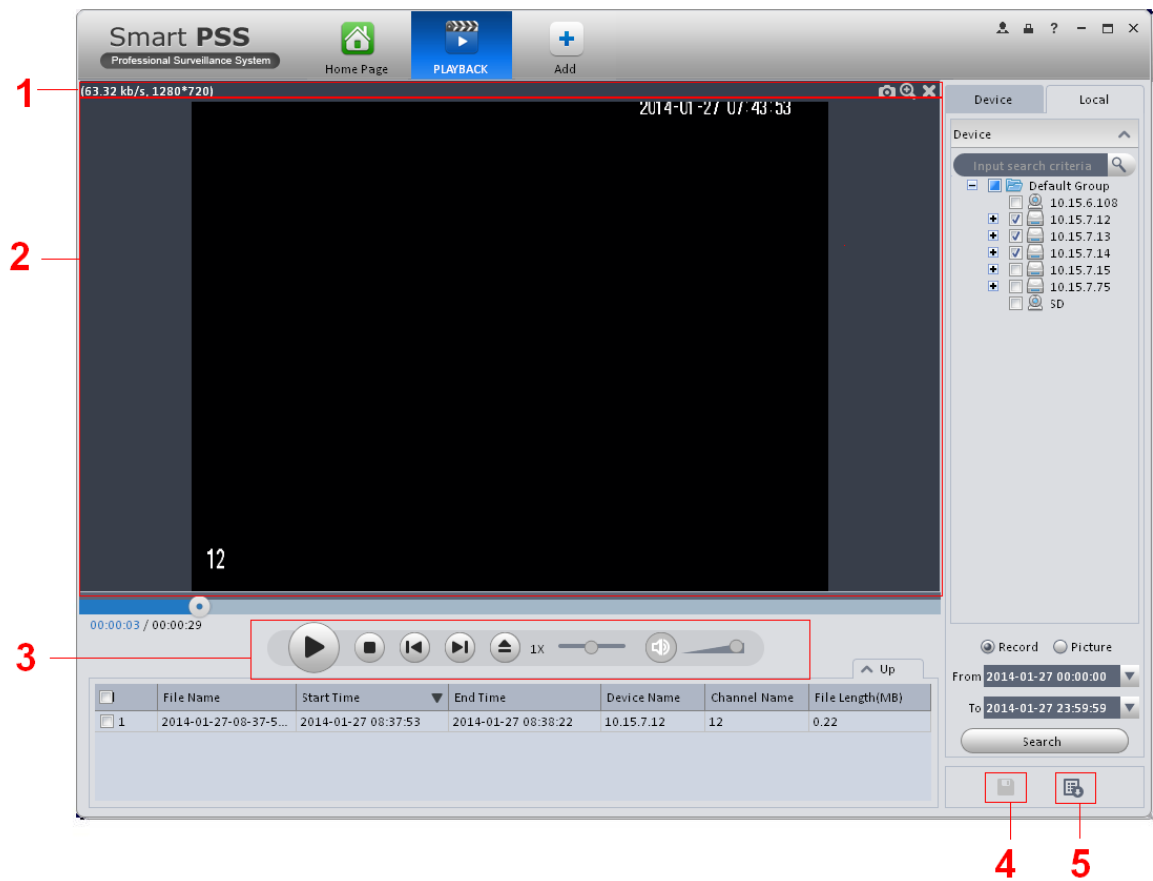 Smart PSS
Professional Surveillance System
Home Page
PLAYBACK
Add
?
1
(63.32 kb/s, 1280*720)
2014-01-27 07:43:53
Device
Local
Device
Input search criteria
Default Group
10.15.6.108
10.15.7.12
10.15.7.13
10.15.7.14
10.15.7.15
10.15.7.75
SD
2
12
00:00:03 / 00:00:29
3
1X
Up
Record
Picture
From 2014-01-27 00:00:00
To 2014-01-27 23:59:59
Search
File Name Start Time End Time Device Name Channel Name File Length(MB)
1 2014-01-27-08-37-5... 2014-01-27 08:37:53 2014-01-27 08:38:22 10.15.7.12 12 0.22
4
5